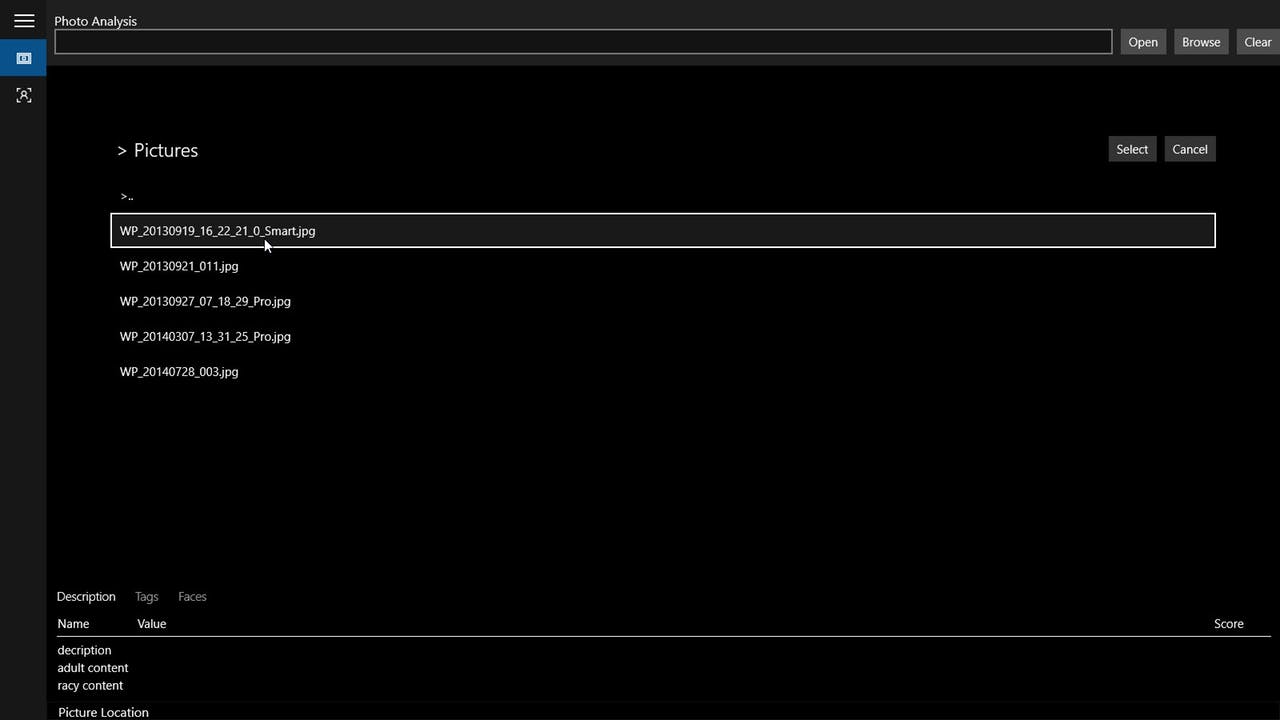 Photo Analysis
Open Browse Clear
> Pictures
Select Cancel
>..
WP_20130919_16_22_21_0_Smart.jpg
WP_20130921_011.jpg
WP_20130927_07_18_29_Pro.jpg
WP_20140307_13_31_25_Pro.jpg
WP_20140728_003.jpg
Description Tags Faces
Name Value Score
decription
adult content
racy content
Picture Location